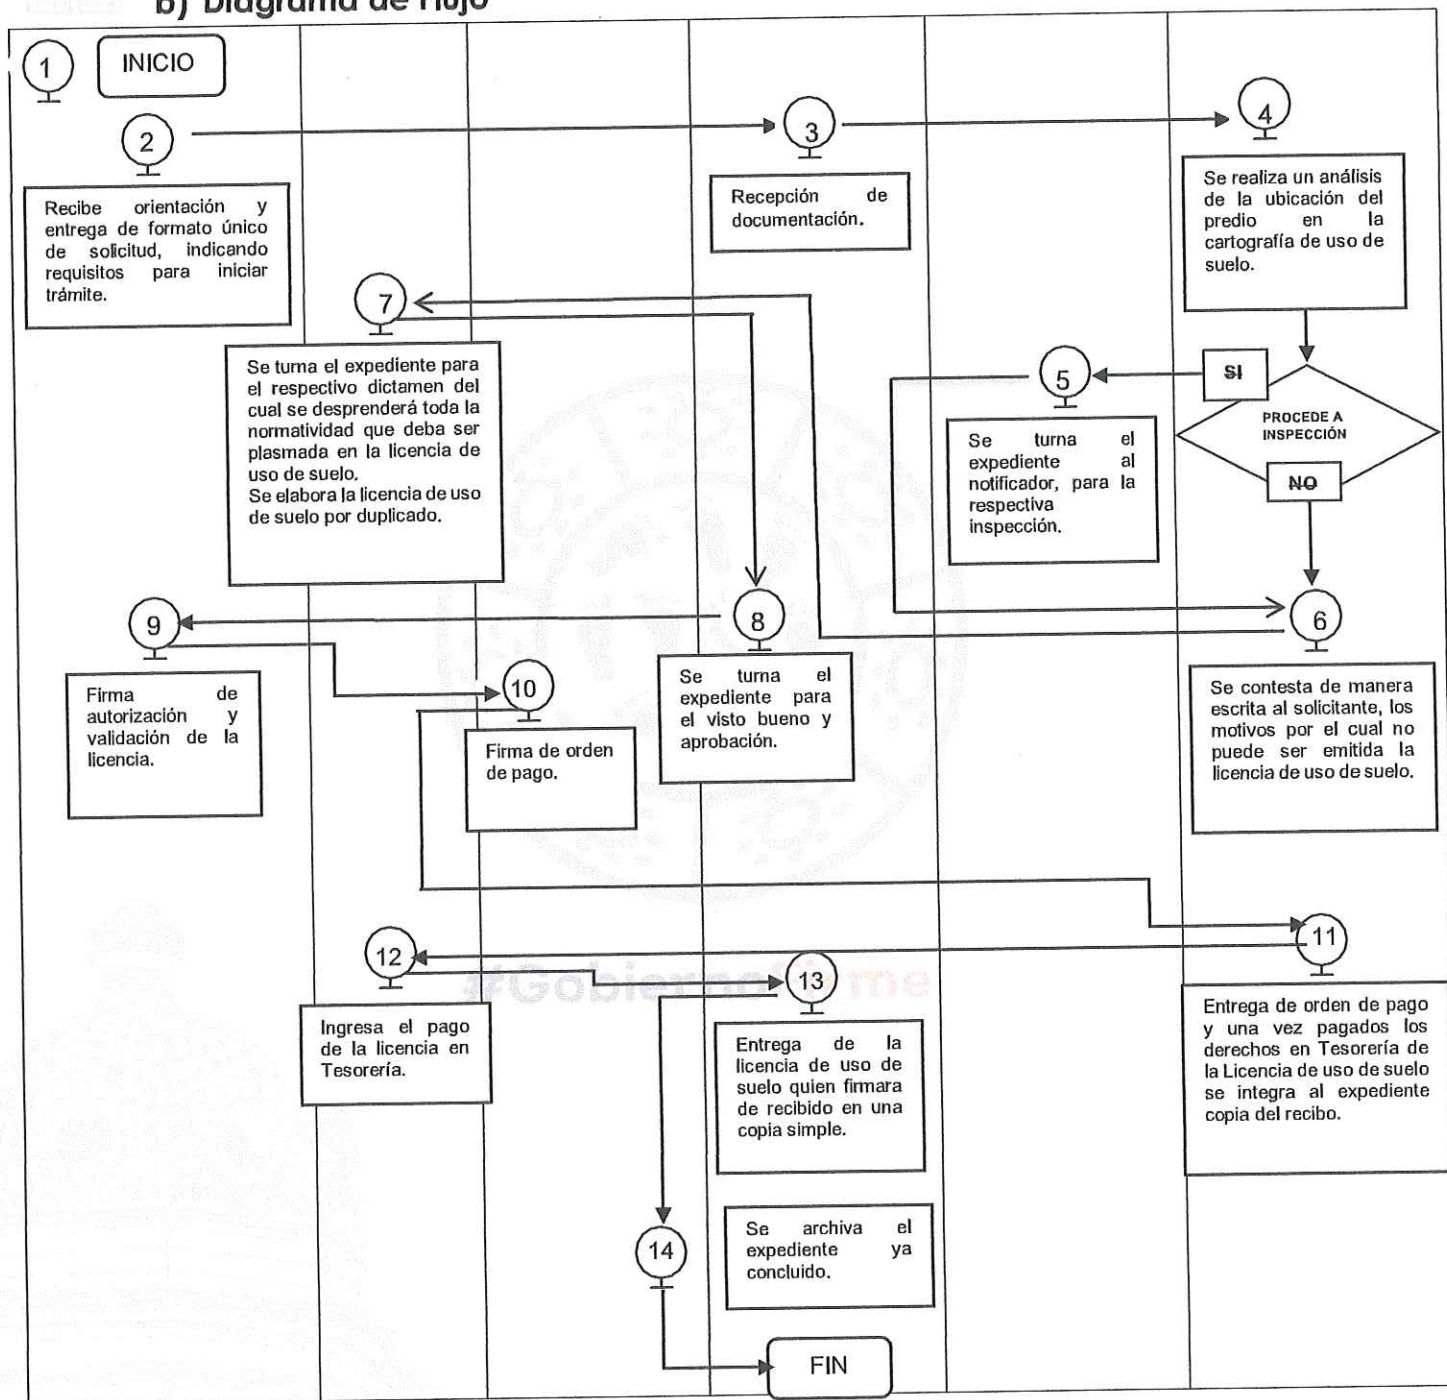 b) Diagrama de Flujo
1
INICIO
2
3
4
Recibe orientación y
entrega de formato único
de solicitud, indicando
requisitos para iniciar
trámite.
Recepción de
documentación.
Se realiza un análisis
de la ubicación del
predio en la
cartografía de uso de
suelo.
SI
PROCEDE A
INSPECCIÓN
NO
5
Se turna el
expediente al
notificador, para la
respectiva
inspección.
6
Se contesta de manera
escrita al solicitante, los
motivos por el cual no
puede ser emitida la
licencia de uso de suelo.
7
Se turna el expediente para
el respectivo dictamen del
cual se desprenderá toda la
normatividad que deba ser
plasmada en la licencia de
uso de suelo.
Se elabora la licencia de uso
de suelo por duplicado.
8
Se turna el
expediente para
el visto bueno y
aprobación.
9
Firma de
autorización y
validación de la
licencia.
10
Firma de orden
de pago.
11
Entrega de orden de pago
y una vez pagados los
derechos en Tesorería de
la Licencia de uso de suelo
se integra al expediente
copia del recibo.
12
Ingresa el pago
de la licencia en
Tesorería.
#GobiernoFirme
13
Entrega de la
licencia de uso de
suelo quien firmara
de recibido en una
copia simple.
14
Se archiva el
expediente ya
concluido.
FIN